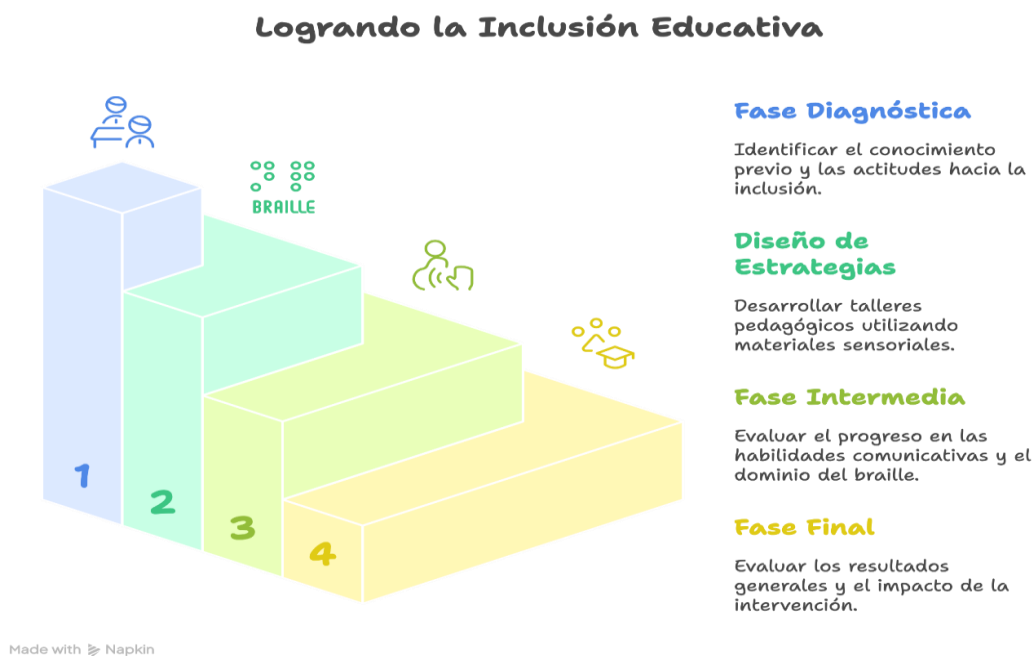 Logrando la Inclusión Educativa
BRAILLE
1
2
3
4
Fase Diagnóstica
Identificar el conocimiento
previo y las actitudes hacia la
inclusión.
Diseño de
Estrategias
Desarrollar talleres
pedagógicos utilizando
materiales sensoriales.
Fase Intermedia
Evaluar el progreso en las
habilidades comunicativas y el
dominio del braille.
Fase Final
Evaluar los resultados
generales y el impacto de la
intervención.
Made with Napkin